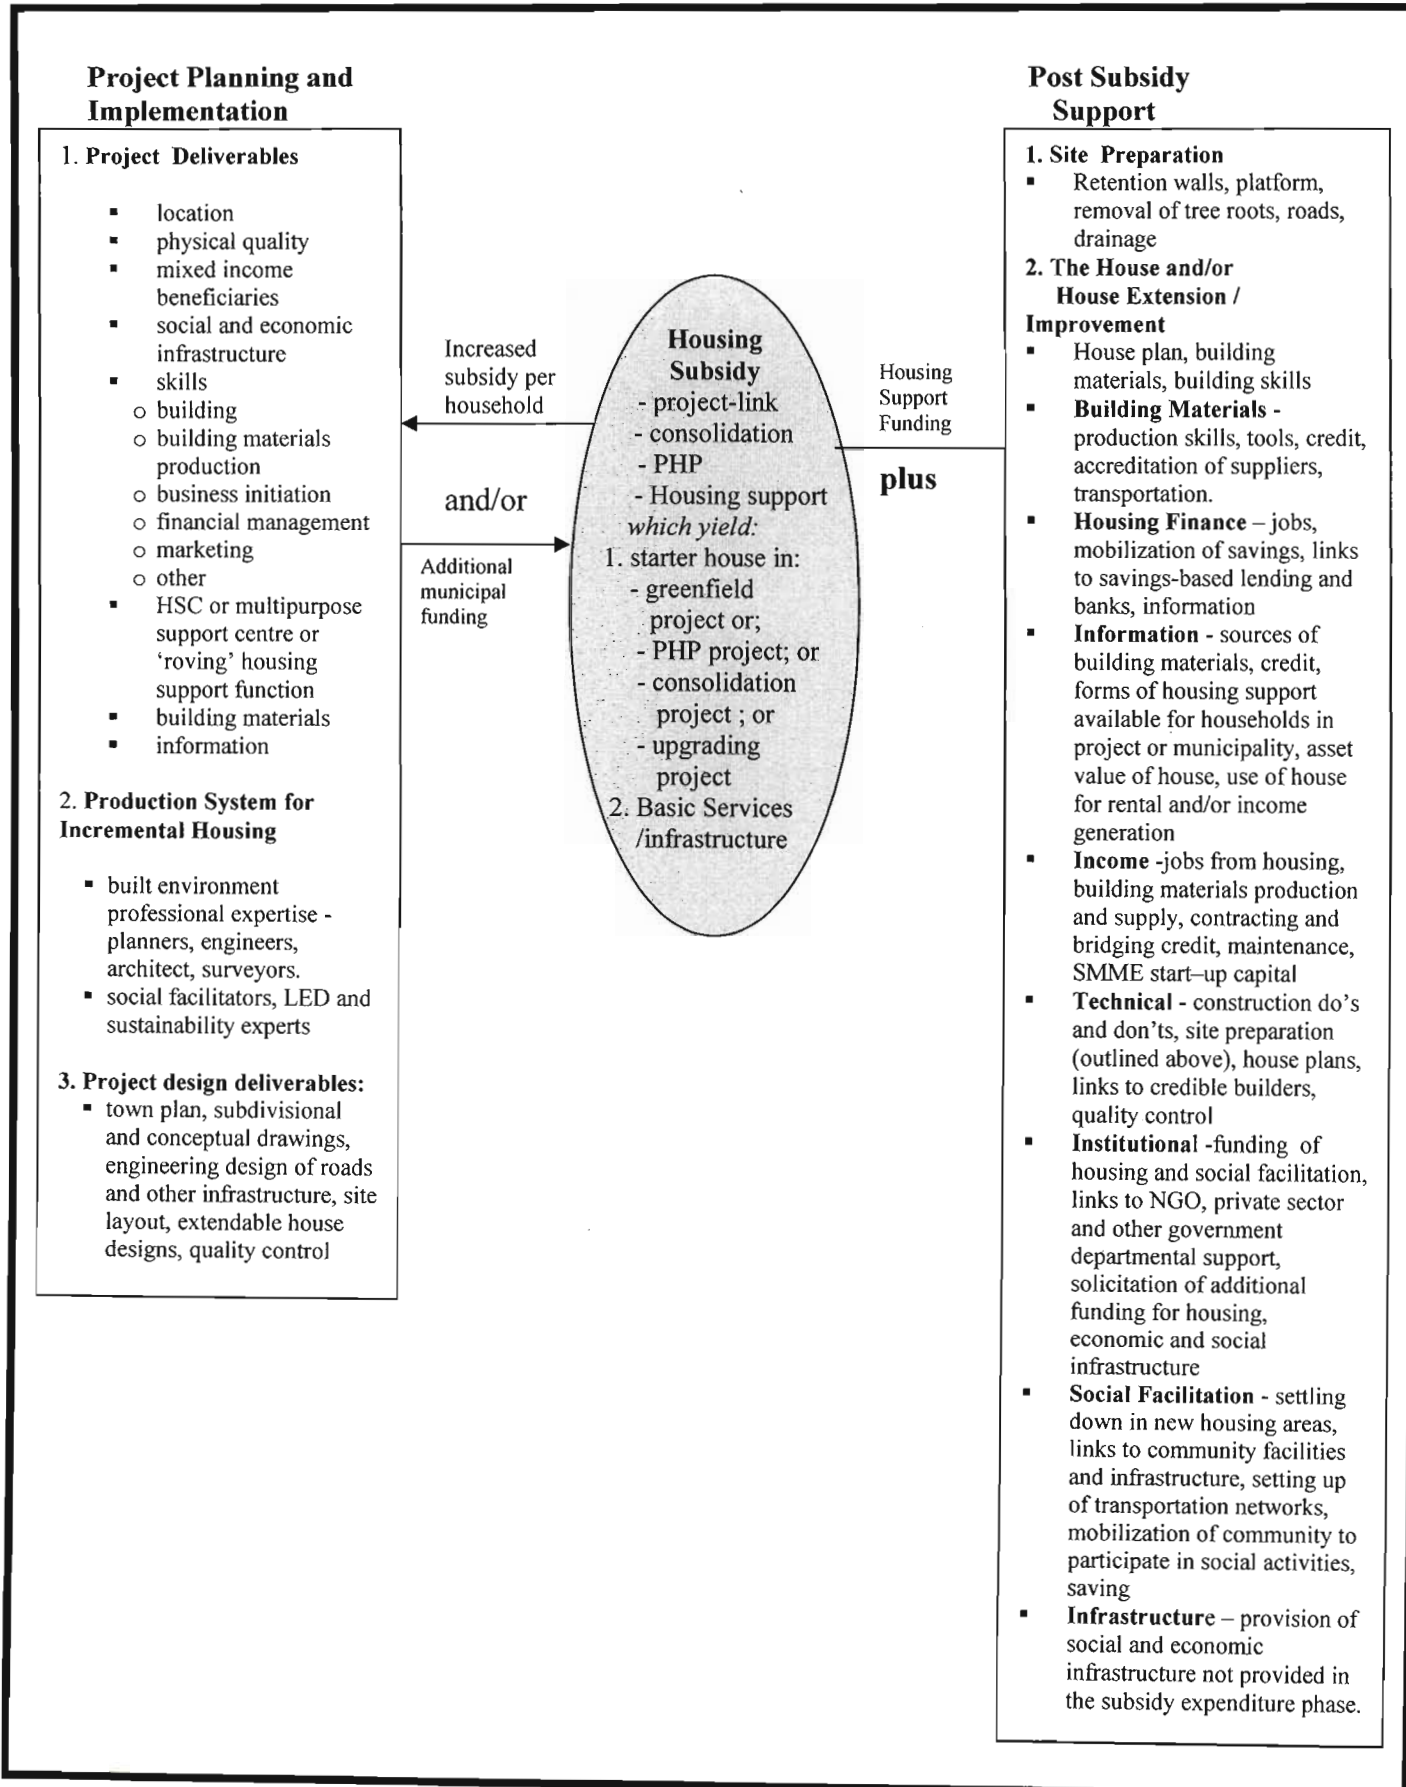 Project Planning and
Implementation
1. Project Deliverables
▪ location
▪ physical quality
▪ mixed income
beneficiaries
▪ social and economic
infrastructure
▪ skills
o building
o building materials
production
o business initiation
o financial management
o marketing
o other
▪ HSC or multipurpose
support centre or
‘roving’ housing
support function
▪ building materials
▪ information
2. Production System for
Incremental Housing
▪ built environment
professional expertise -
planners, engineers,
architect, surveyors.
▪ social facilitators, LED and
sustainability experts
3. Project design deliverables:
▪ town plan, subdivisional
and conceptual drawings,
engineering design of roads
and other infrastructure, site
layout, extendable house
designs, quality control
Increased
subsidy per
household
and/or
Additional
municipal
funding
Housing
Subsidy
- project-link
- consolidation
- PHP
- Housing support
which yield:
1. starter house in:
- greenfield
project or;
- PHP project; or
- consolidation
project ; or
- upgrading
project
2. Basic Services
/infrastructure
Housing
Support
Funding
plus
Post Subsidy
Support
1. Site Preparation
▪ Retention walls, platform,
removal of tree roots, roads,
drainage
2. The House and/or
House Extension /
Improvement
▪ House plan, building
materials, building skills
▪ Building Materials -
production skills, tools, credit,
accreditation of suppliers,
transportation.
▪ Housing Finance – jobs,
mobilization of savings, links
to savings-based lending and
banks, information
▪ Information - sources of
building materials, credit,
forms of housing support
available for households in
project or municipality, asset
value of house, use of house
for rental and/or income
generation
▪ Income -jobs from housing,
building materials production
and supply, contracting and
bridging credit, maintenance,
SMME start–up capital
▪ Technical - construction do’s
and don’ts, site preparation
(outlined above), house plans,
links to credible builders,
quality control
▪ Institutional -funding of
housing and social facilitation,
links to NGO, private sector
and other government
departmental support,
solicitation of additional
funding for housing,
economic and social
infrastructure
▪ Social Facilitation - settling
down in new housing areas,
links to community facilities
and infrastructure, setting up
of transportation networks,
mobilization of community to
participate in social activities,
saving
▪ Infrastructure – provision of
social and economic
infrastructure not provided in
the subsidy expenditure phase.